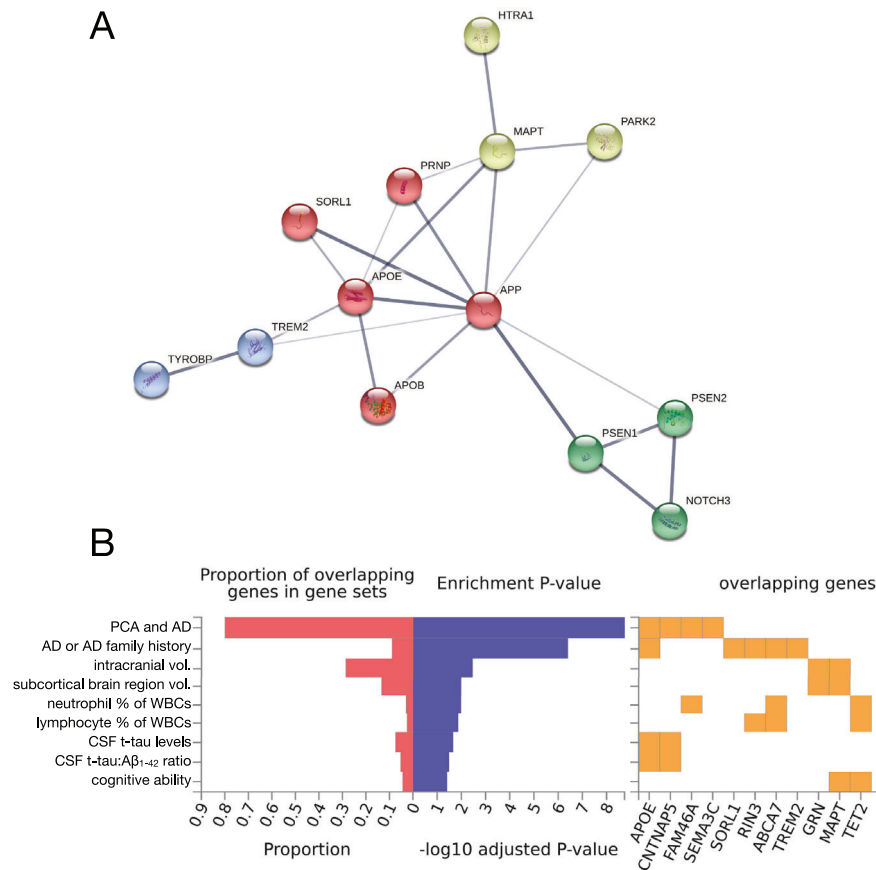 A
HTRA1
MAPT
PARK2
PRNP
SORL1
APOE
APP
TREM2
TYROBP
APOB
PSEN2
PSEN1
NOTCH3
B
Proportion of overlapping
genes in gene sets
Enrichment P-value
overlapping genes
PCA and AD
AD or AD family history
intracranial vol.
subcortical brain region vol.
neutrophil % of WBCs
lymphocyte % of WBCs
CSF t-tau levels
CSF t-tau:Aβ₁₋₄₂ ratio
cognitive ability
0.9 0.8 0.7 0.6 0.5 0.4 0.3 0.2 0.1 0 1 2 3 4 5 6 7 8
APOE CNTNAP5 FAM46A SEMA3C SORL1 RIN3 ABCA7 TREM2 GRN MAPT TET2
Proportion
-log10 adjusted P-value